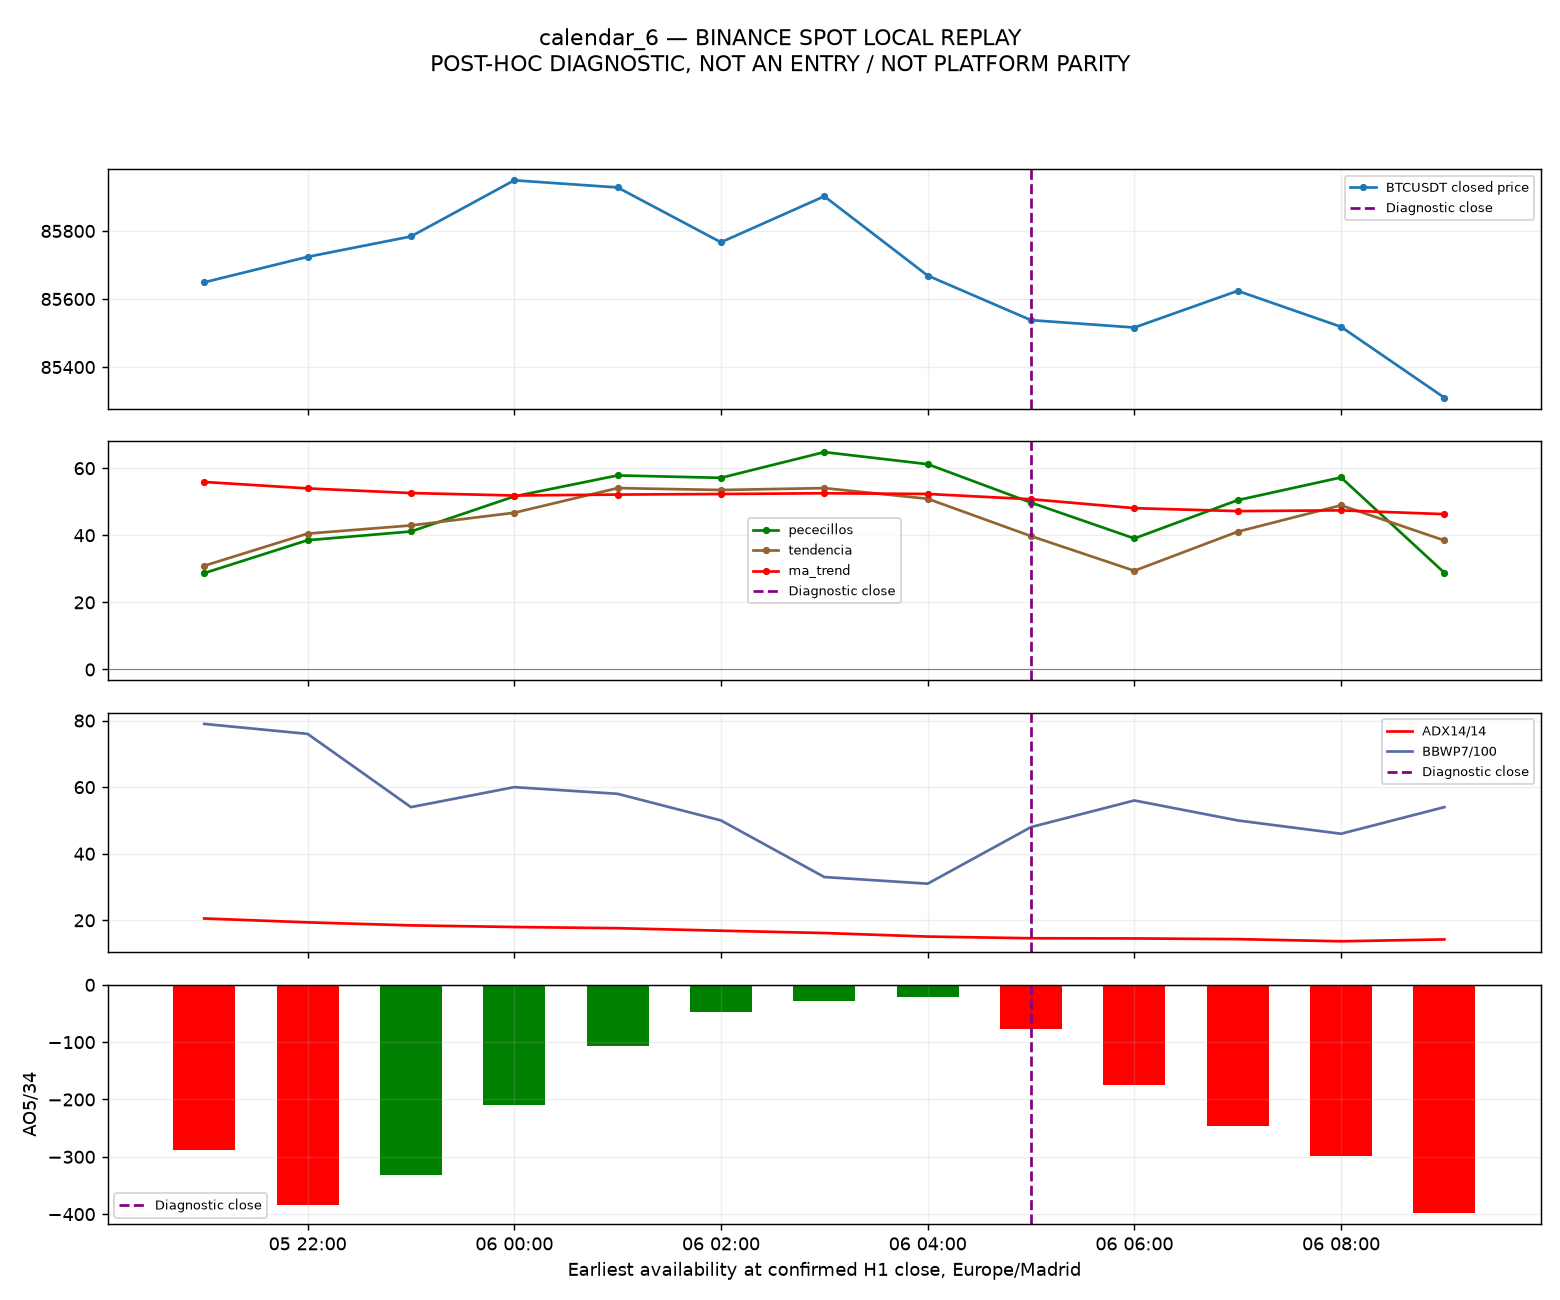 calendar_6 — BINANCE SPOT LOCAL REPLAY
POST-HOC DIAGNOSTIC, NOT AN ENTRY / NOT PLATFORM PARITY
BTCUSDT closed price
Diagnostic close
85800
85600
85400
60
40
20
0
pececillos
tendencia
ma_trend
Diagnostic close
80
60
40
20
ADX14/14
BBWP7/100
Diagnostic close
0
−100
−200
−300
−400
AO5/34
Diagnostic close
05 22:00
06 00:00
06 02:00
06 04:00
06 06:00
06 08:00
Earliest availability at confirmed H1 close, Europe/Madrid